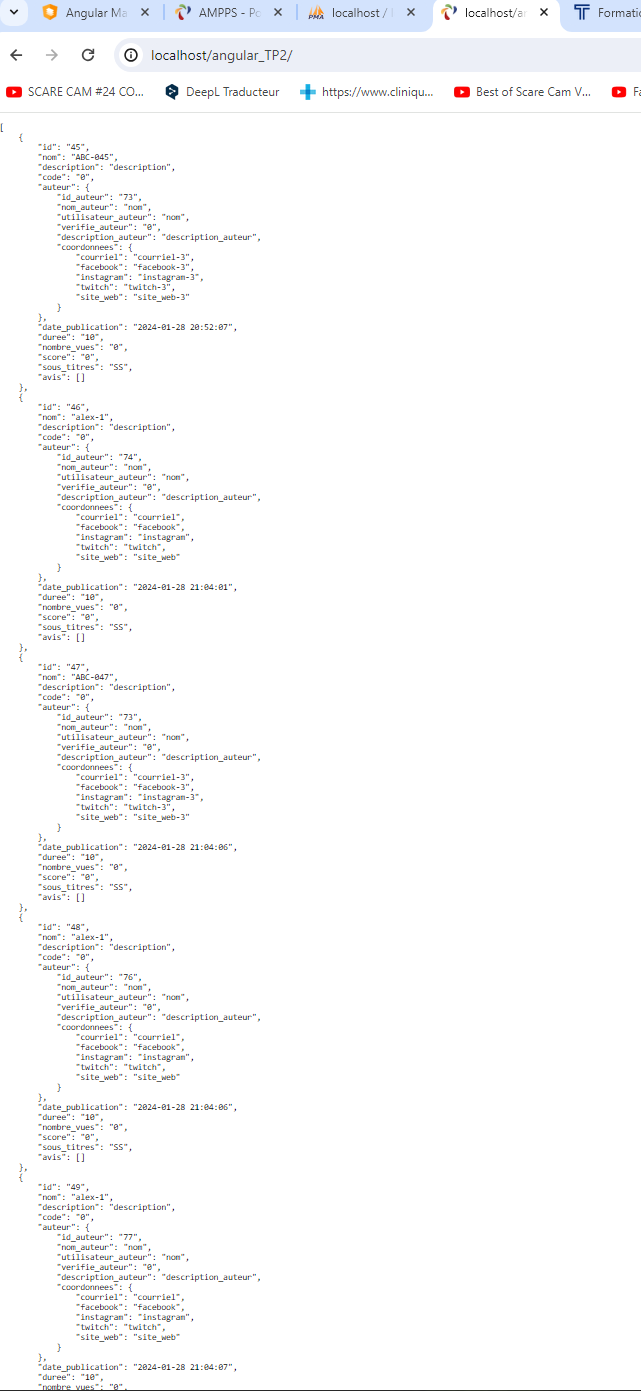 Angular Ma
AMPPS - Po
localhost /
localhost/an
Formatio
localhost/angular_TP2/
SCARE CAM #24 CO...
DeepL Traducteur
https://www.cliniqu...
Best of Scare Cam V...
Fa
[
{
"id": "45",
"nom": "ABC-045",
"description": "description",
"code": "0",
"auteur": {
"id_auteur": "73",
"nom_auteur": "nom",
"utilisateur_auteur": "nom",
"verifie_auteur": "0",
"description_auteur": "description_auteur",
"coordonnees": {
"courriel": "courriel-3",
"facebook": "facebook-3",
"instagram": "instagram-3",
"twitch": "twitch-3",
"site_web": "site_web-3"
}
},
"date_publication": "2024-01-28 20:52:07",
"duree": "10",
"nombre_vues": "0",
"score": "0",
"sous_titres": "SS",
"avis": []
},
{
"id": "46",
"nom": "alex-1",
"description": "description",
"code": "0",
"auteur": {
"id_auteur": "74",
"nom_auteur": "nom",
"utilisateur_auteur": "nom",
"verifie_auteur": "0",
"description_auteur": "description_auteur",
"coordonnees": {
"courriel": "courriel",
"facebook": "facebook",
"instagram": "instagram",
"twitch": "twitch",
"site_web": "site_web"
}
},
"date_publication": "2024-01-28 21:04:01",
"duree": "10",
"nombre_vues": "0",
"score": "0",
"sous_titres": "SS",
"avis": []
},
{
"id": "47",
"nom": "ABC-047",
"description": "description",
"code": "0",
"auteur": {
"id_auteur": "73",
"nom_auteur": "nom",
"utilisateur_auteur": "nom",
"verifie_auteur": "0",
"description_auteur": "description_auteur",
"coordonnees": {
"courriel": "courriel-3",
"facebook": "facebook-3",
"instagram": "instagram-3",
"twitch": "twitch-3",
"site_web": "site_web-3"
}
},
"date_publication": "2024-01-28 21:04:06",
"duree": "10",
"nombre_vues": "0",
"score": "0",
"sous_titres": "SS",
"avis": []
},
{
"id": "48",
"nom": "alex-1",
"description": "description",
"code": "0",
"auteur": {
"id_auteur": "76",
"nom_auteur": "nom",
"utilisateur_auteur": "nom",
"verifie_auteur": "0",
"description_auteur": "description_auteur",
"coordonnees": {
"courriel": "courriel",
"facebook": "facebook",
"instagram": "instagram",
"twitch": "twitch",
"site_web": "site_web"
}
},
"date_publication": "2024-01-28 21:04:06",
"duree": "10",
"nombre_vues": "0",
"score": "0",
"sous_titres": "SS",
"avis": []
},
{
"id": "49",
"nom": "alex-1",
"description": "description",
"code": "0",
"auteur": {
"id_auteur": "77",
"nom_auteur": "nom",
"utilisateur_auteur": "nom",
"verifie_auteur": "0",
"description_auteur": "description_auteur",
"coordonnees": {
"courriel": "courriel",
"facebook": "facebook",
"instagram": "instagram",
"twitch": "twitch",
"site_web": "site_web"
}
},
"date_publication": "2024-01-28 21:04:07",
"duree": "10",
"nombre_vues": "0",